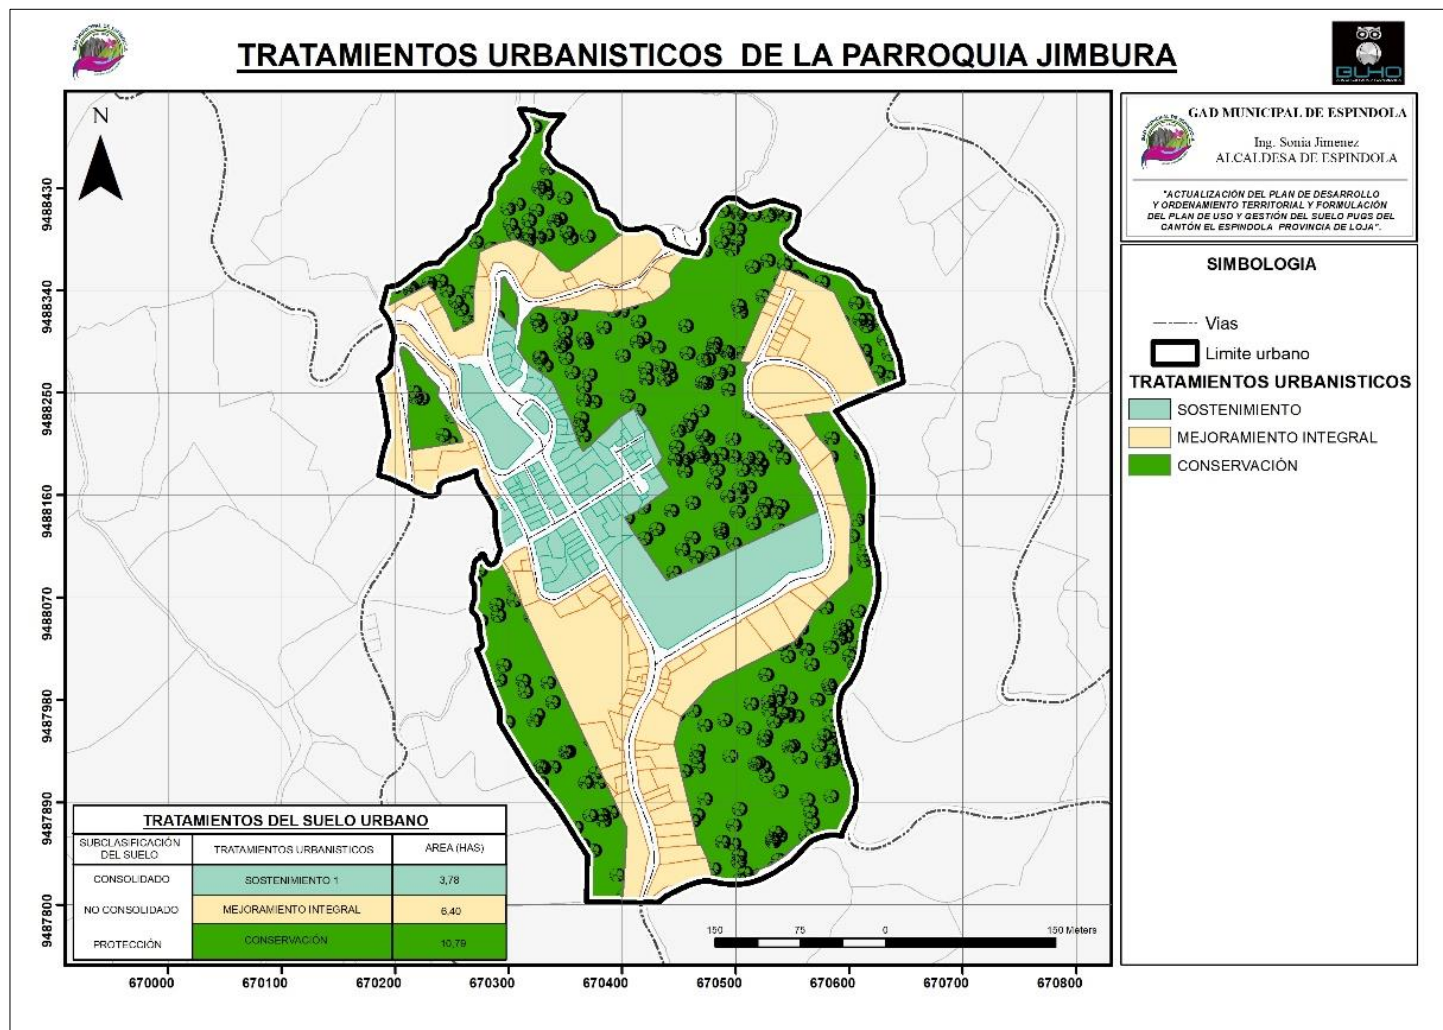 TRATAMIENTOS URBANISTICOS DE LA PARROQUIA JIMBURA
BLHO
N
GAD MUNICIPAL DE ESPINDOLA
Ing. Sonia Jimenez
ALCALDESA DE ESPINDOLA
"ACTUALIZACIÓN DEL PLAN DE DESARROLLO
Y ORDENAMIENTO TERRITORIAL Y FORMULACIÓN
DEL PLAN DE USO Y GESTIÓN DEL SUELO PUGS DEL
CANTÓN EL ESPINDOLA PROVINCIA DE LOJA".
SIMBOLOGIA
Vias
Limite urbano
TRATAMIENTOS URBANISTICOS
SOSTENIMIENTO
MEJORAMIENTO INTEGRAL
CONSERVACIÓN
9488430
9488340
9488250
9488160
9488070
9487980
9487890
9487800
TRATAMIENTOS DEL SUELO URBANO
SUBCLASIFICACIÓN DEL SUELO TRATAMIENTOS URBANISTICOS AREA (HAS)
CONSOLIDADO SOSTENIMIENTO 1 3,78
NO CONSOLIDADO MEJORAMIENTO INTEGRAL 6,40
PROTECCIÓN CONSERVACIÓN 10,79
150 75 0 150 Meters
670000 670100 670200 670300 670400 670500 670600 670700 670800